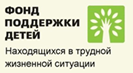 ФОНД
ПОДДЕРЖКИ
ДЕТЕЙ
Находящихся в трудной
жизненной ситуации